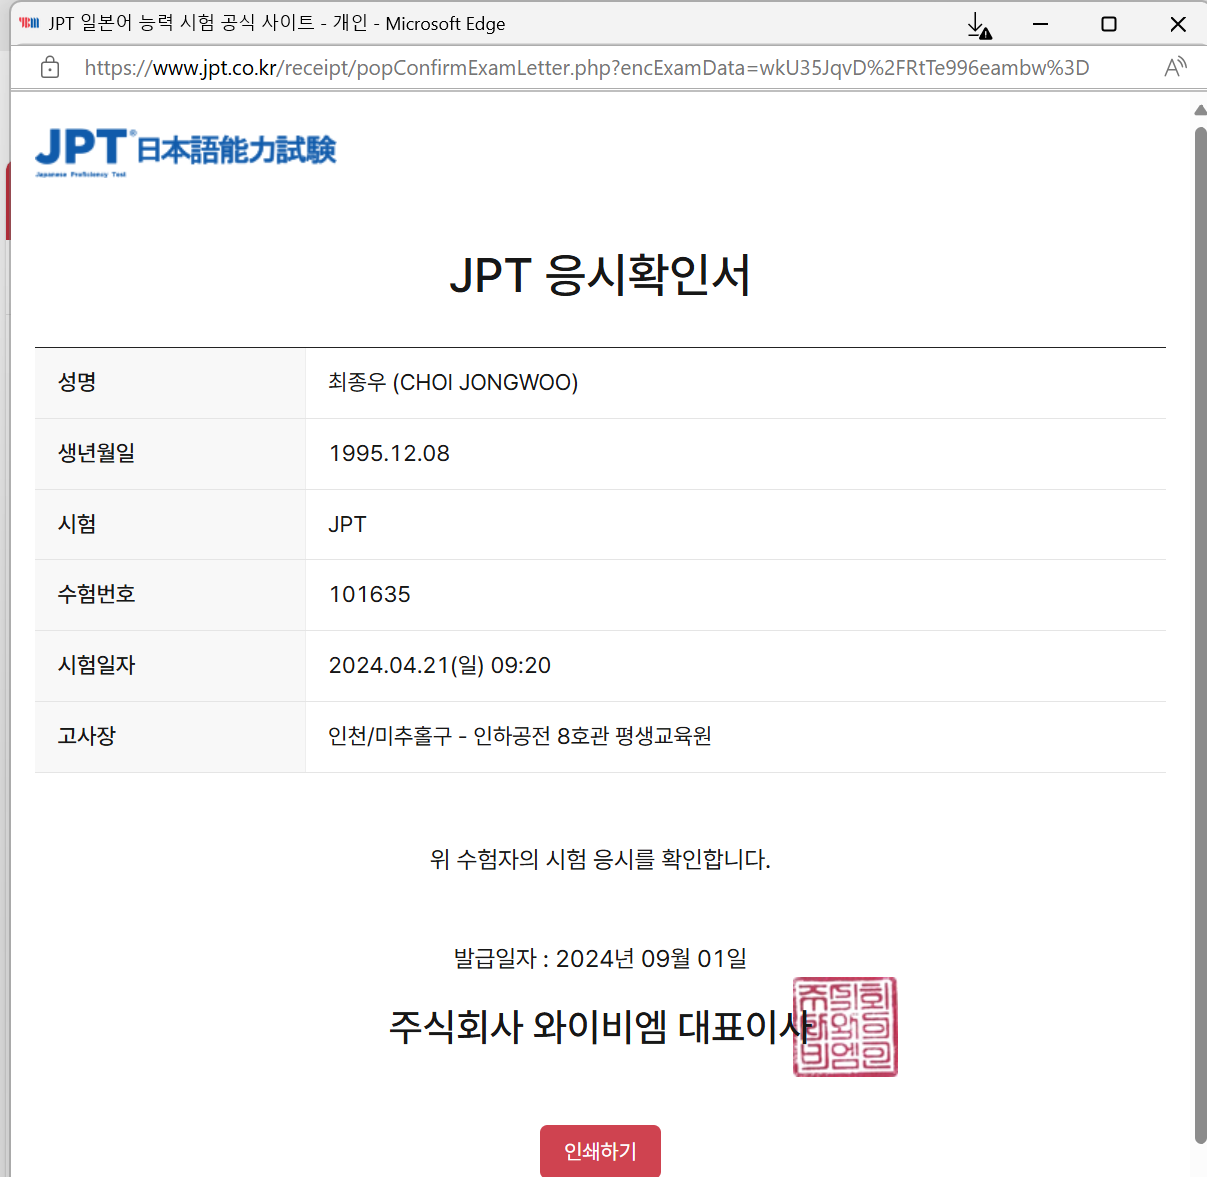 JPT 일본어 능력 시험 공식 사이트 - 개인 - Microsoft Edge
https://www.jpt.co.kr/receipt/popConfirmExamLetter.php?encExamData=wkU35JqvD%2FRtTe996eambw%3D
JPT® 日本語能力試験
Japanese Proficiency Test
JPT 응시확인서
성명 최종우 (CHOI JONGWOO)
생년월일 1995.12.08
시험 JPT
수험번호 101635
시험일자 2024.04.21(일) 09:20
고사장 인천/미추홀구 - 인하공전 8호관 평생교육원
위 수험자의 시험 응시를 확인합니다.
발급일자 : 2024년 09월 01일
주식회사 와이비엠 대표이사
인쇄하기